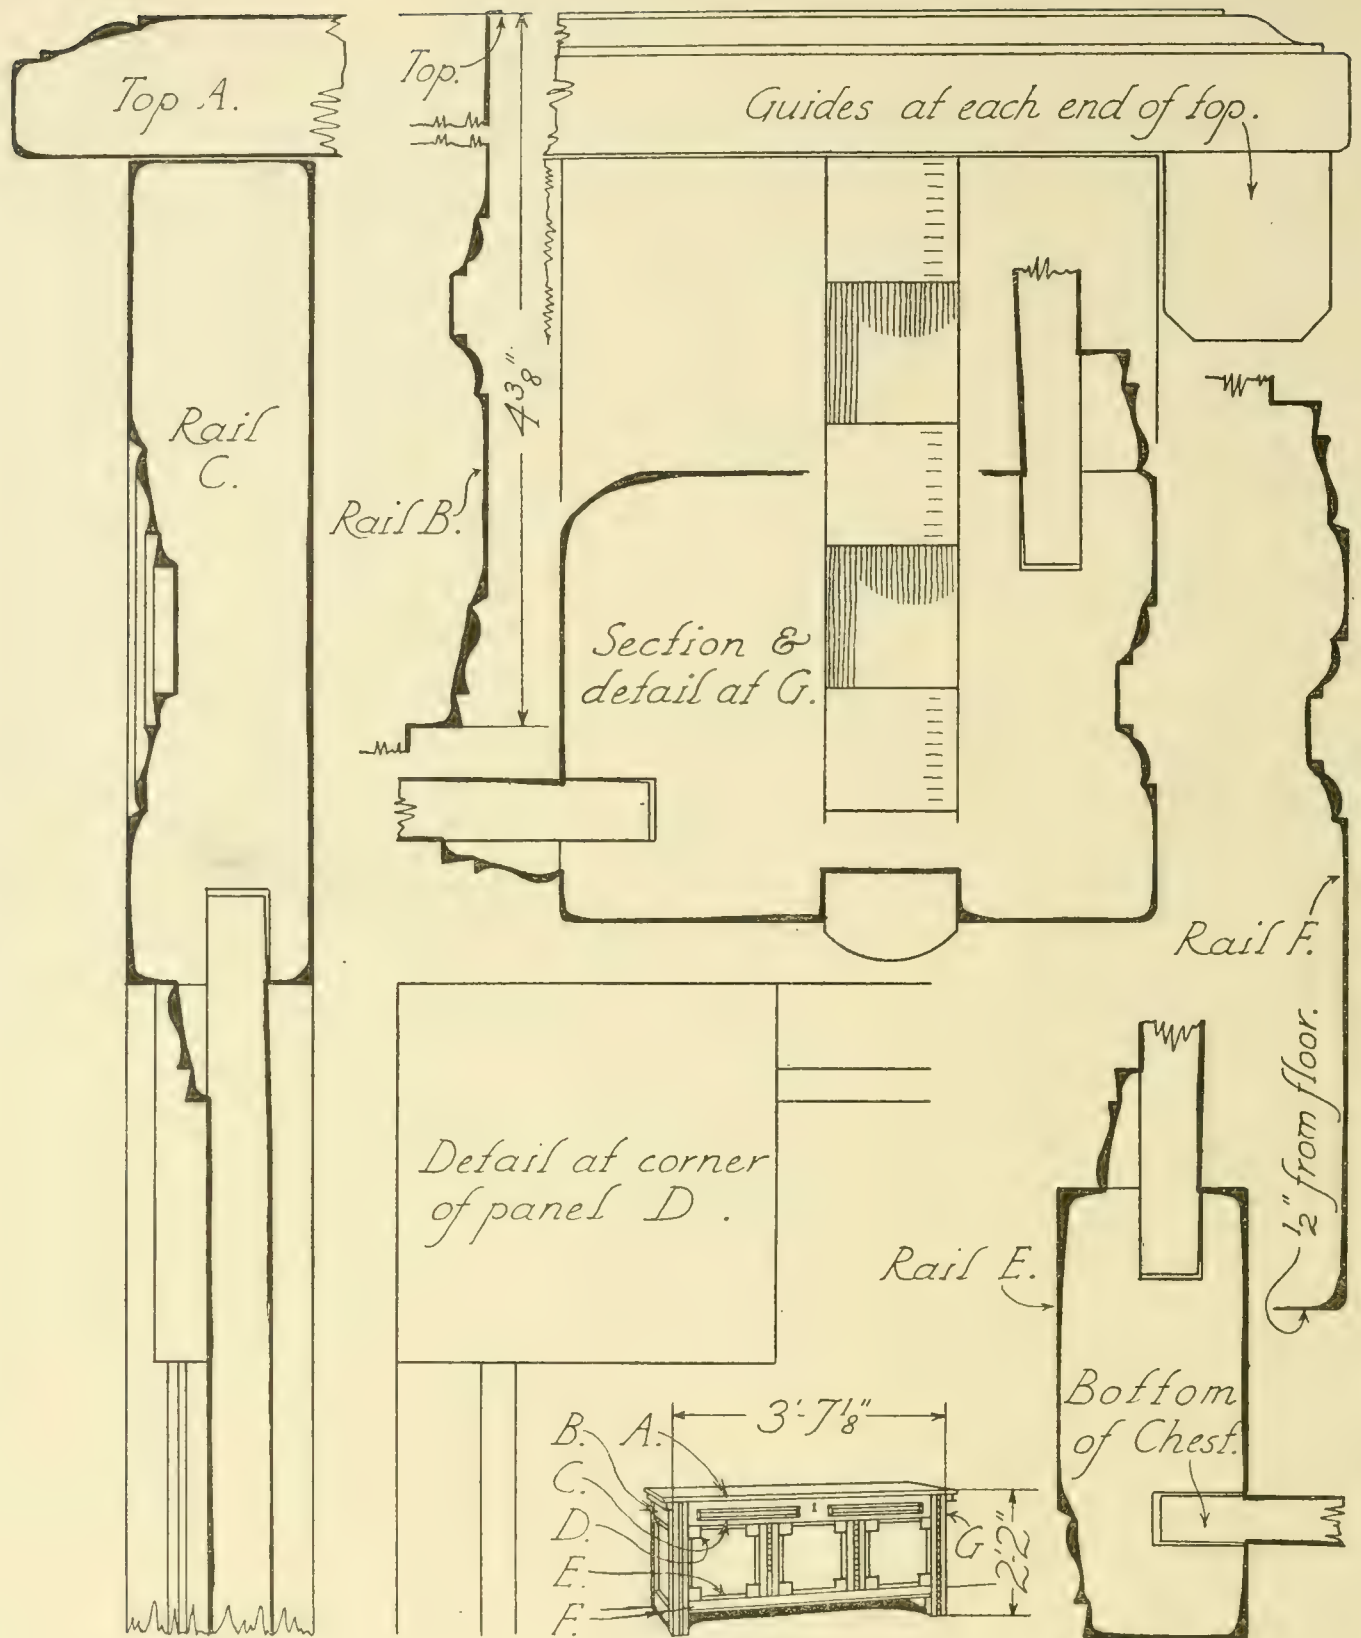 Top A.
Top.
Guides at each end of top.
Rail
C.
4 3/8"
Rail B.
Section &
detail at G.
Rail F.
1/2" from floor.
Detail at corner
of panel D.
Rail E.
Bottom
of Chest.
3'-7 1/8"
B. A.
C.
D.
E.
F.
G
2'-2"